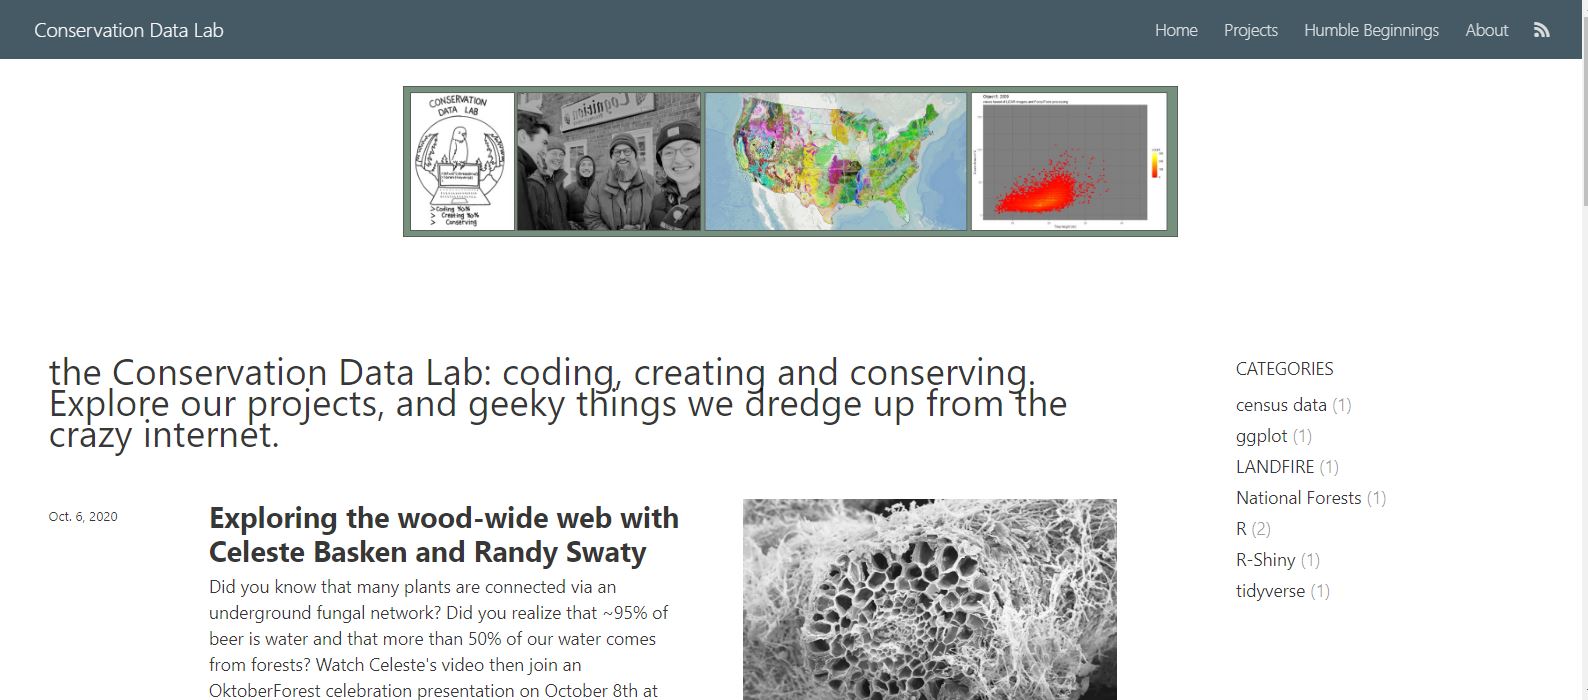 Conservation Data Lab
Home Projects Humble Beginnings About
CONSERVATION
DATA LAB
> Coding
> Creating
> Conserving
Cognition
the Conservation Data Lab: coding, creating and conserving.
Explore our projects, and geeky things we dredge up from the
crazy internet.
Oct. 6, 2020
Exploring the wood-wide web with
Celeste Basken and Randy Swaty
Did you know that many plants are connected via an
underground fungal network? Did you realize that ~95% of
beer is water and that more than 50% of our water comes
from forests? Watch Celeste's video then join an
OktoberForest celebration presentation on October 8th at
CATEGORIES
census data (1)
ggplot (1)
LANDFIRE (1)
National Forests (1)
R (2)
R-Shiny (1)
tidyverse (1)